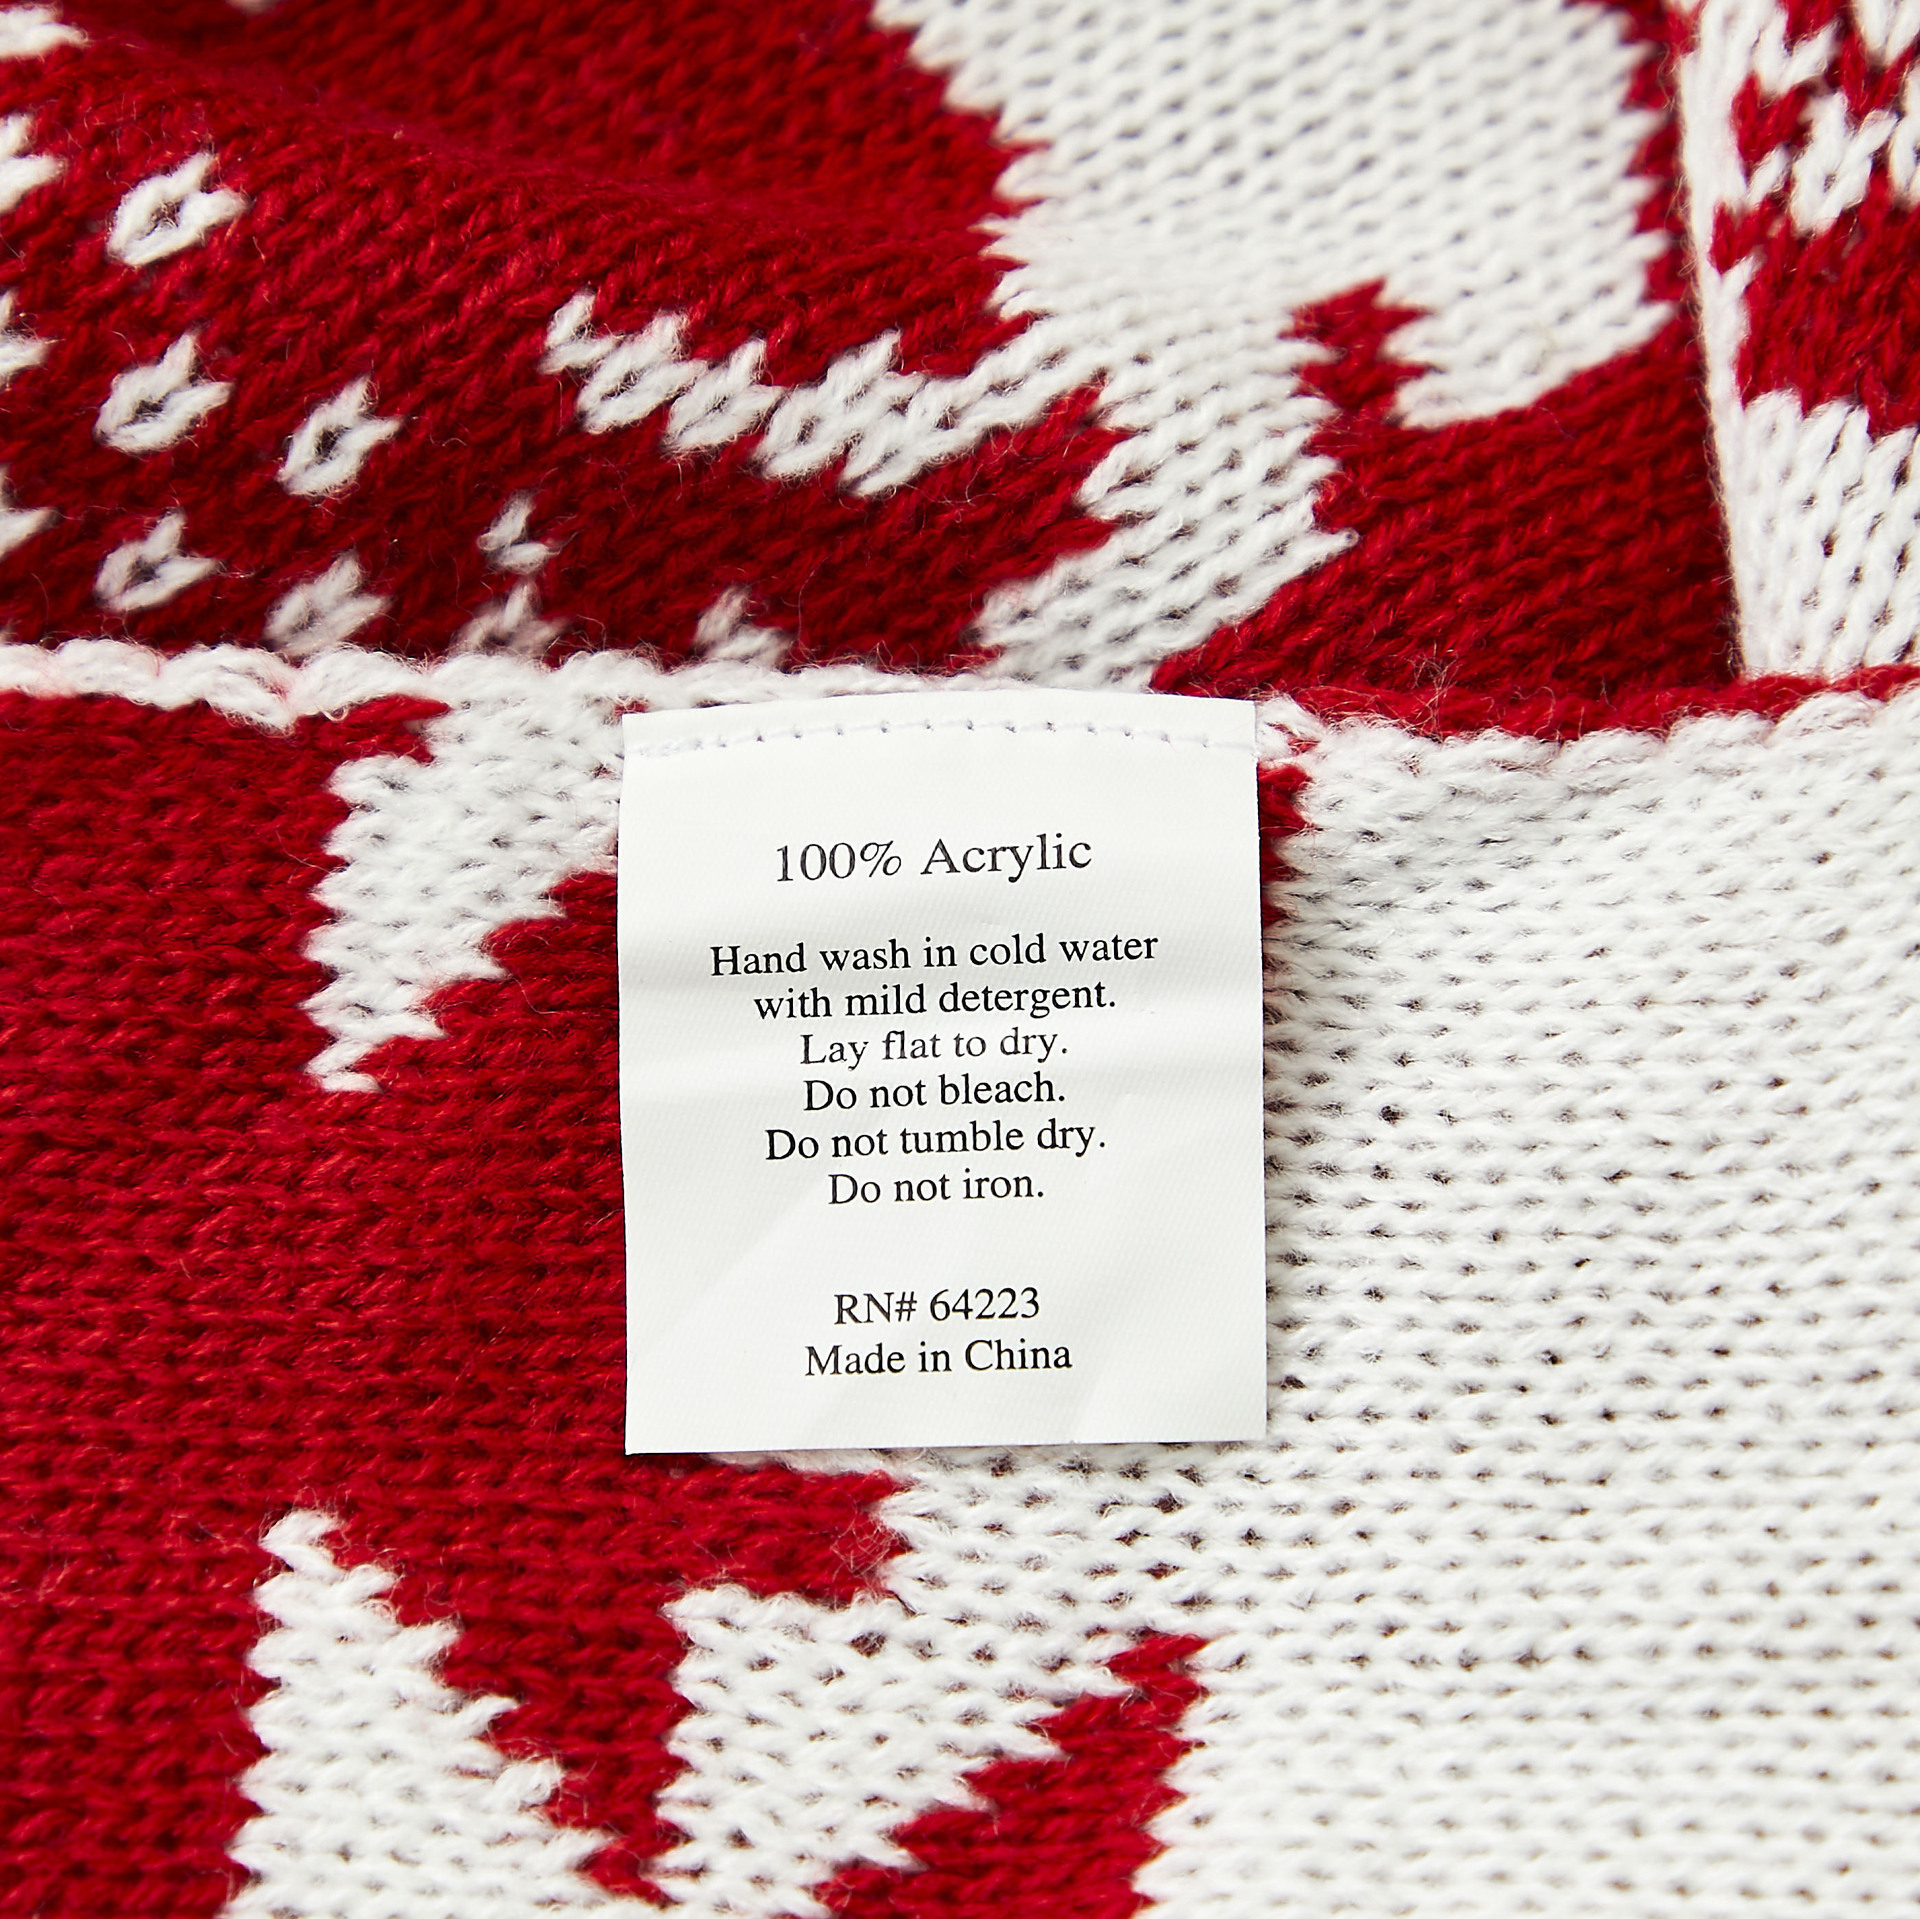 100% Acrylic
Hand wash in cold water
with mild detergent.
Lay flat to dry.
Do not bleach.
Do not tumble dry.
Do not iron.
RN# 64223
Made in China